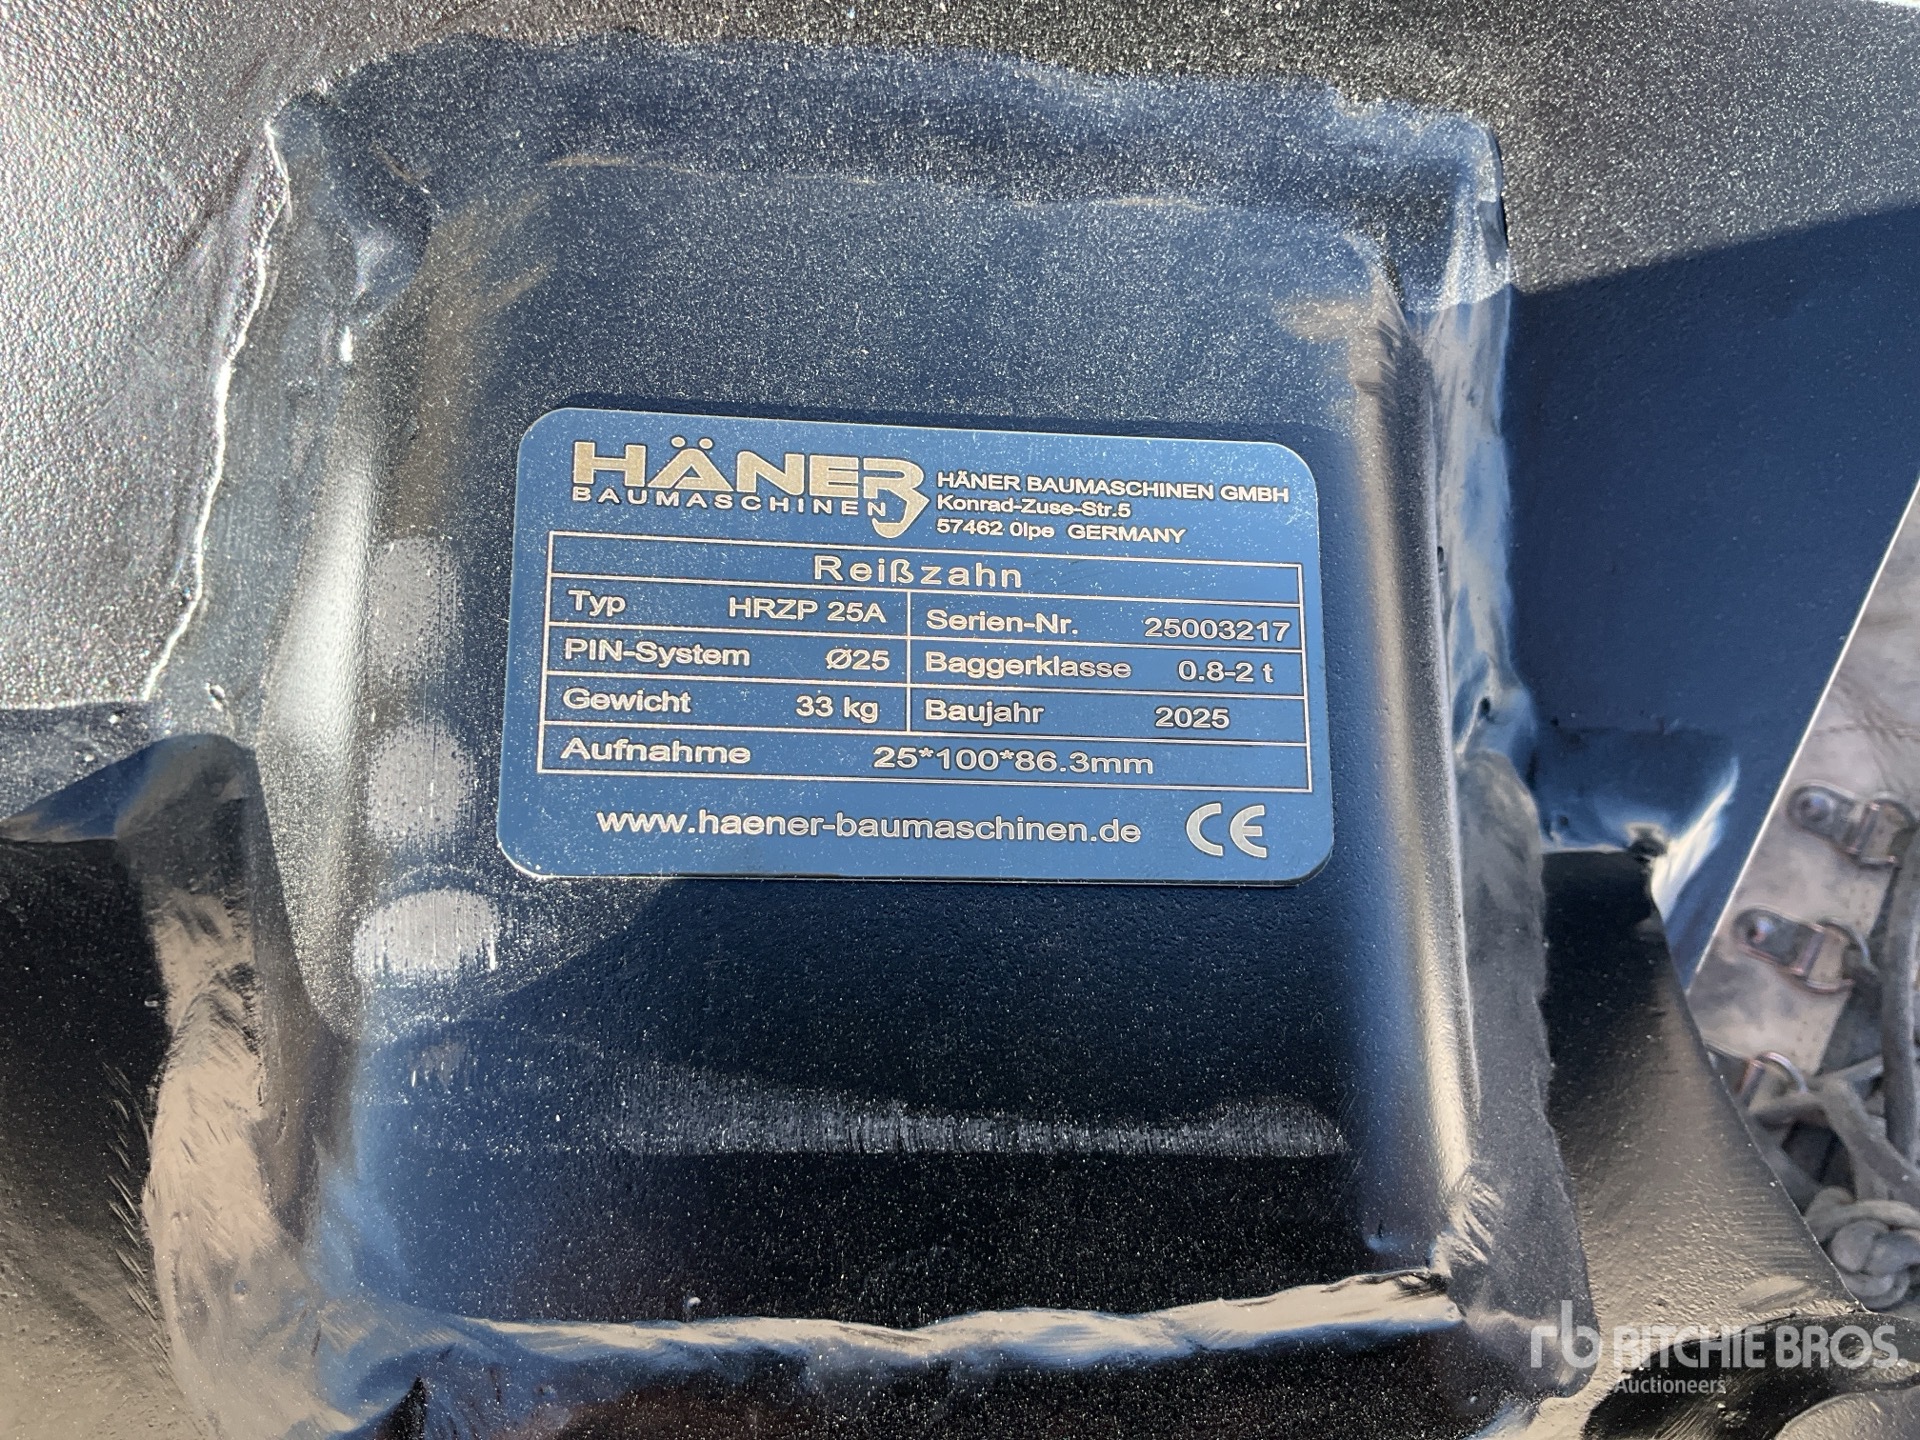 HÄNER
BAUMASCHINEN
HÄNER BAUMASCHINEN GMBH
Konrad-Zuse-Str.5
57462 Olpe GERMANY
Reißzahn
Typ HRZP 25A Serien-Nr. 25003217
PIN-System Ø25 Baggerklasse 0.8-2 t
Gewicht 33 kg Baujahr 2025
Aufnahme 25*100*86.3mm
www.haener-baumaschinen.de CE
rb RITCHIE BROS.
Auctioneers